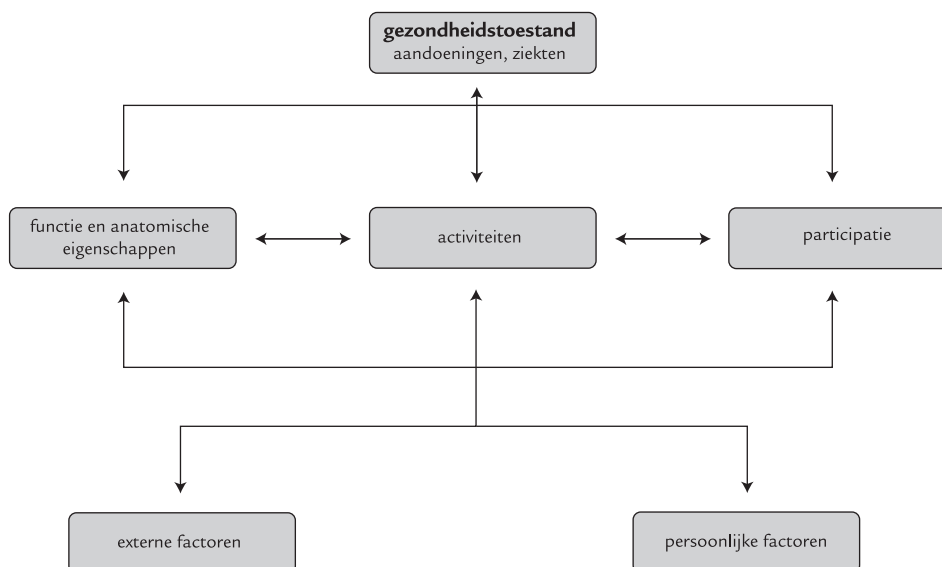 gezondheidstoestand
aandoeningen, ziekten
functie en anatomische
eigenschappen
activiteiten
participatie
externe factoren
persoonlijke factoren